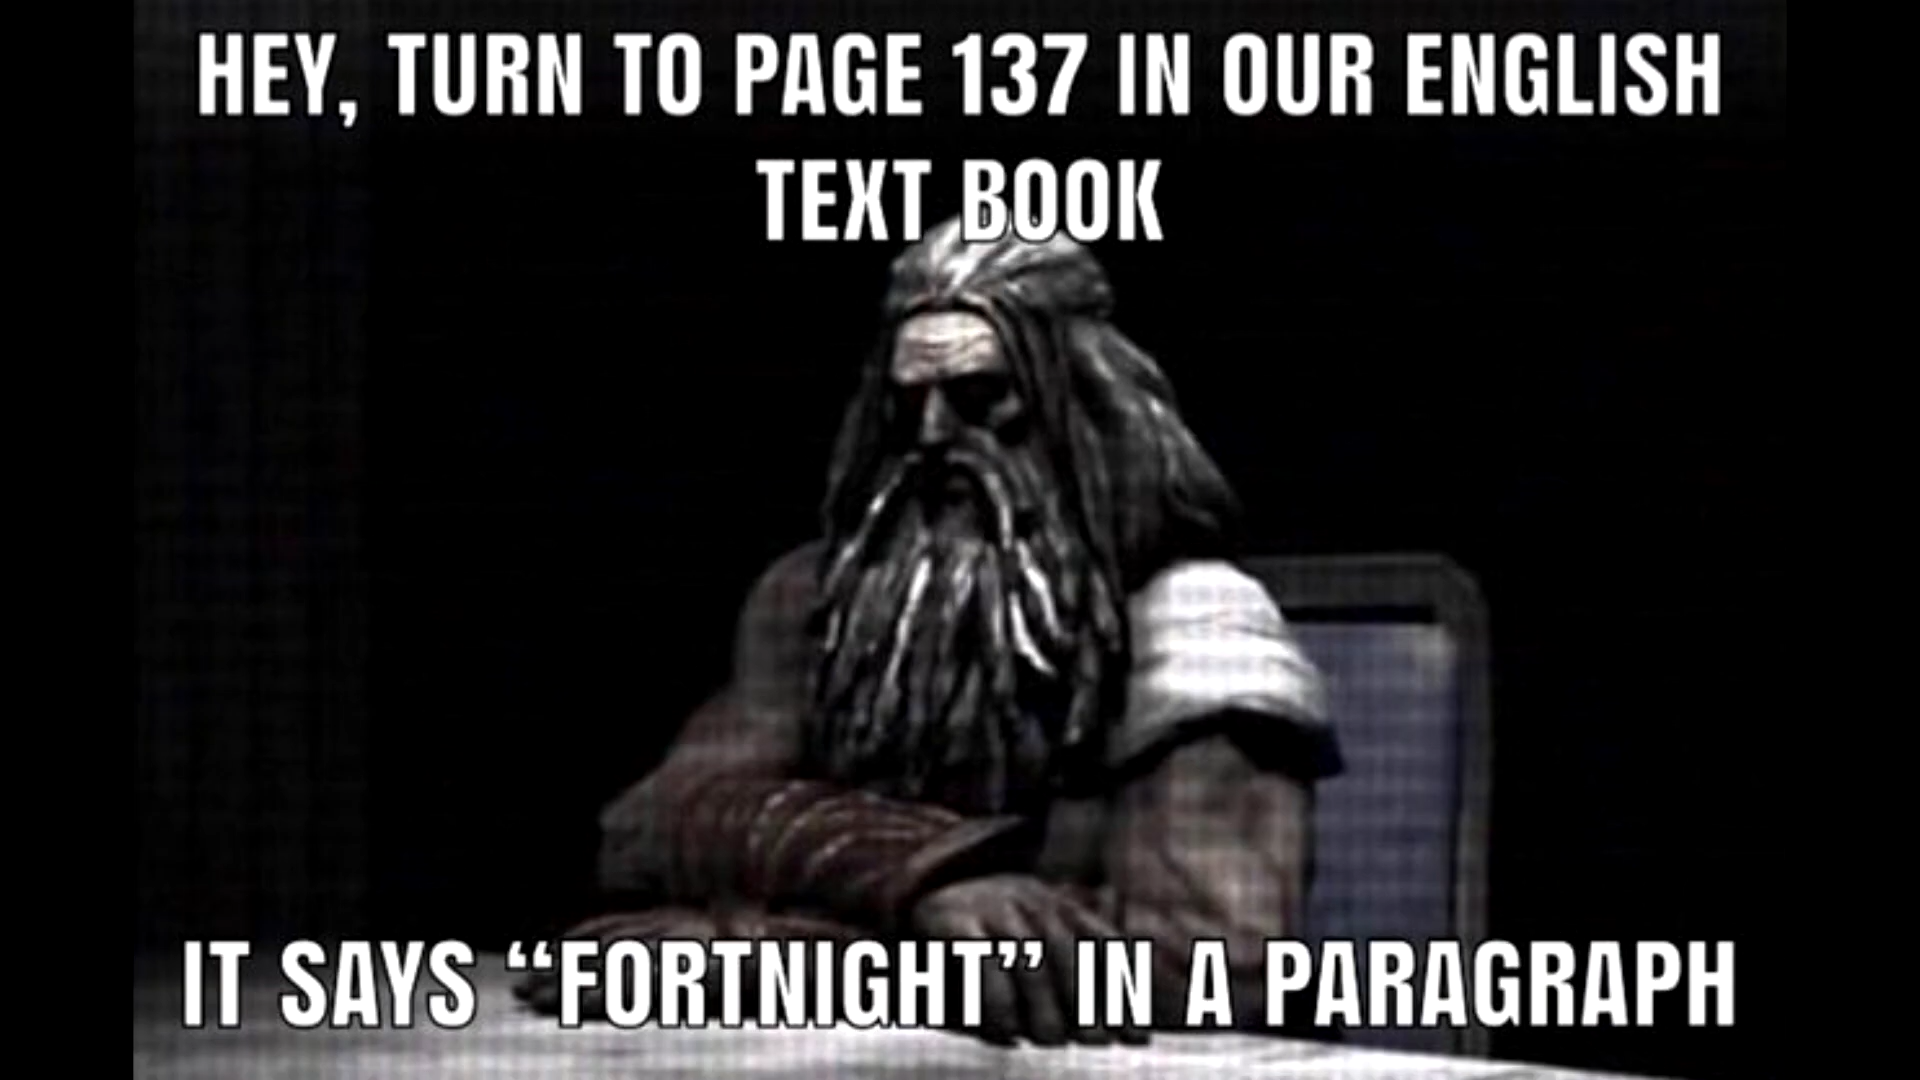 HEY, TURN TO PAGE 137 IN OUR ENGLISH
TEXT BOOK
IT SAYS “FORTNIGHT” IN A PARAGRAPH